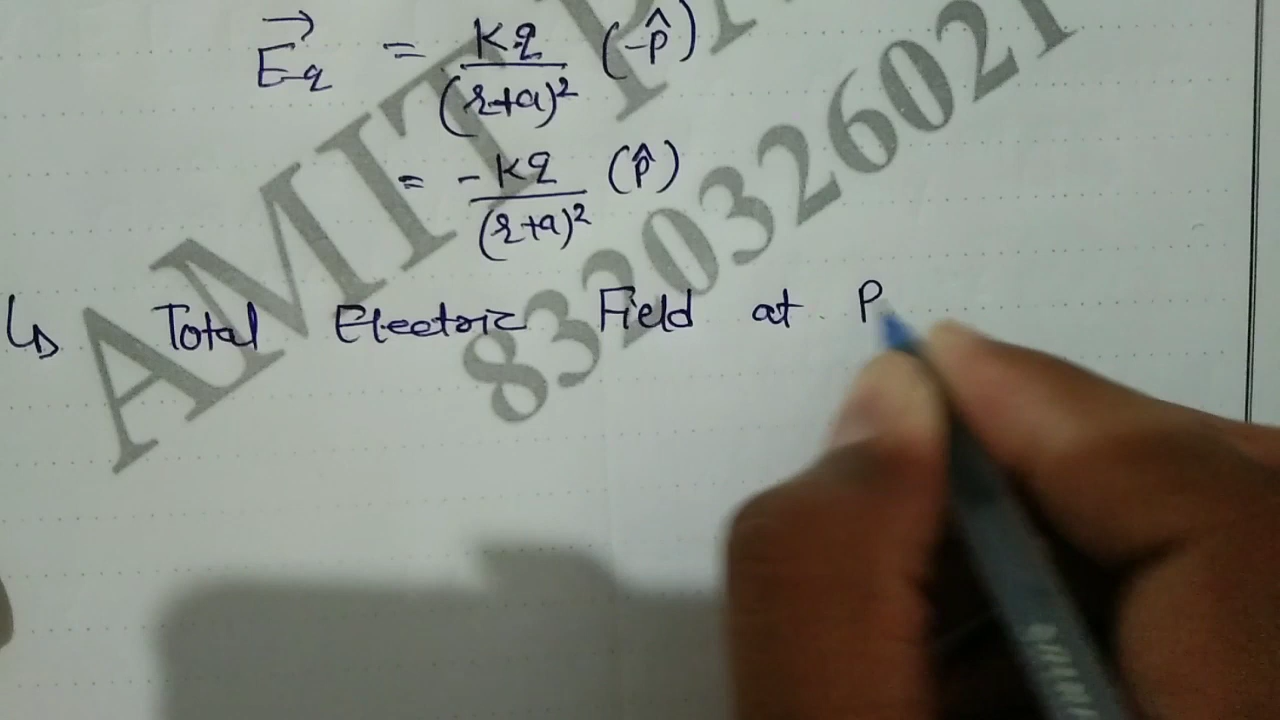 E⃗-q = Kq/(r+a)² (-p̂)
= -Kq/(r+a)² (p̂)
↳ Total Electric Field at P
AMIT
8320326021